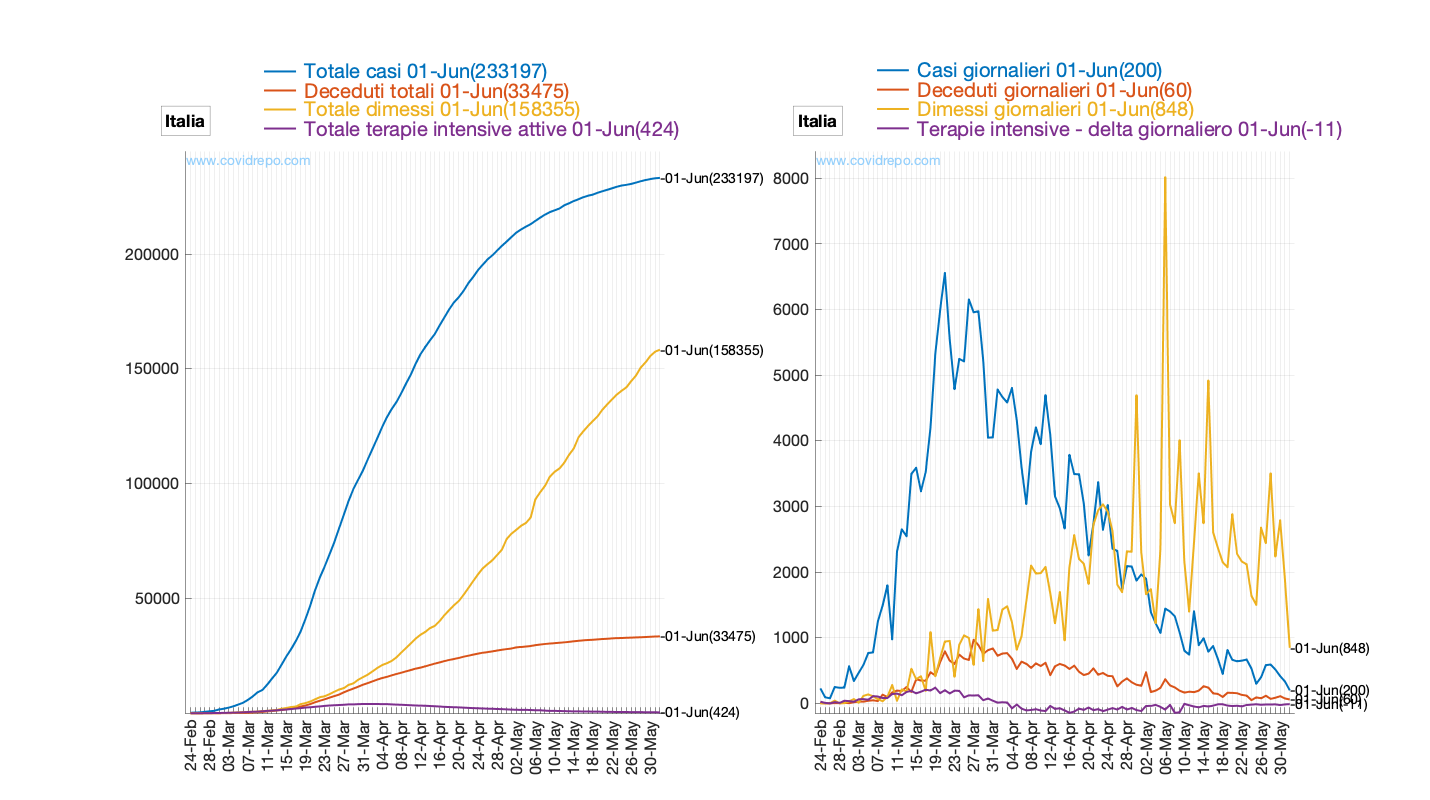 Totale casi 01-Jun(233197)
Deceduti totali 01-Jun(33475)
Totale dimessi 01-Jun(158355)
Totale terapie intensive attive 01-Jun(424)
Italia
www.covidrepo.com
200000
150000
100000
50000
01-Jun(233197)
01-Jun(158355)
01-Jun(33475)
01-Jun(424)
24-Feb
28-Feb
03-Mar
07-Mar
11-Mar
15-Mar
19-Mar
23-Mar
27-Mar
31-Mar
04-Apr
08-Apr
12-Apr
16-Apr
20-Apr
24-Apr
28-Apr
02-May
06-May
10-May
14-May
18-May
22-May
26-May
30-May
Casi giornalieri 01-Jun(200)
Deceduti giornalieri 01-Jun(60)
Dimessi giornalieri 01-Jun(848)
Terapie intensive - delta giornaliero 01-Jun(-11)
Italia
www.covidrepo.com
8000
7000
6000
5000
4000
3000
2000
1000
0
01-Jun(848)
01-Jun(200)
01-Jun(60)
01-Jun(-11)
24-Feb
28-Feb
03-Mar
07-Mar
11-Mar
15-Mar
19-Mar
23-Mar
27-Mar
31-Mar
04-Apr
08-Apr
12-Apr
16-Apr
20-Apr
24-Apr
28-Apr
02-May
06-May
10-May
14-May
18-May
22-May
26-May
30-May